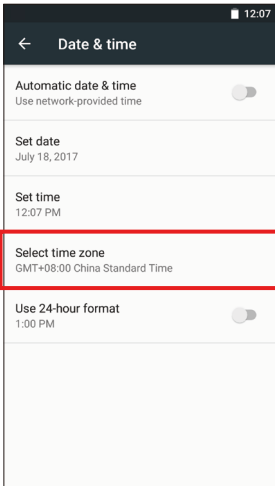 12:07
Date & time
Automatic date & time
Use network-provided time
Set date
July 18, 2017
Set time
12:07 PM
Select time zone
GMT+08:00 China Standard Time
Use 24-hour format
1:00 PM